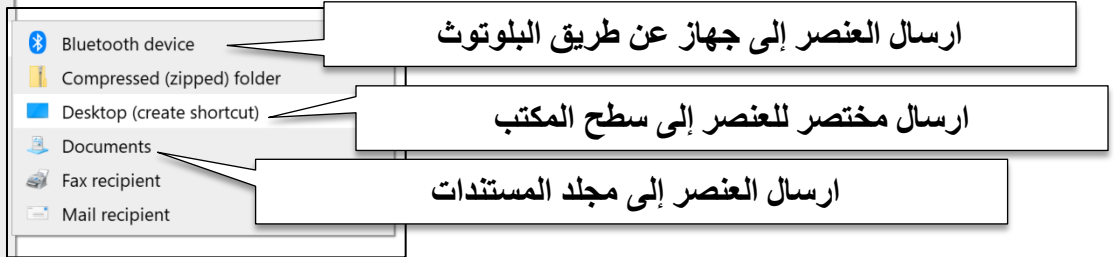 Bluetooth device
ارسال العنصر إلى جهاز عن طريق البلوتوث
Compressed (zipped) folder
Desktop (create shortcut)
ارسال مختصر للعنصر إلى سطح المكتب
Documents
Fax recipient
ارسال العنصر إلى مجلد المستندات
Mail recipient